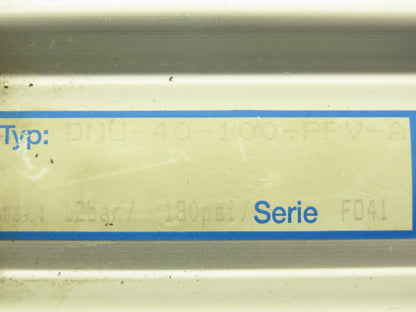 Typ: DNU-40-100-PPV-A
max: 12bar/ 180psi/ Serie F041